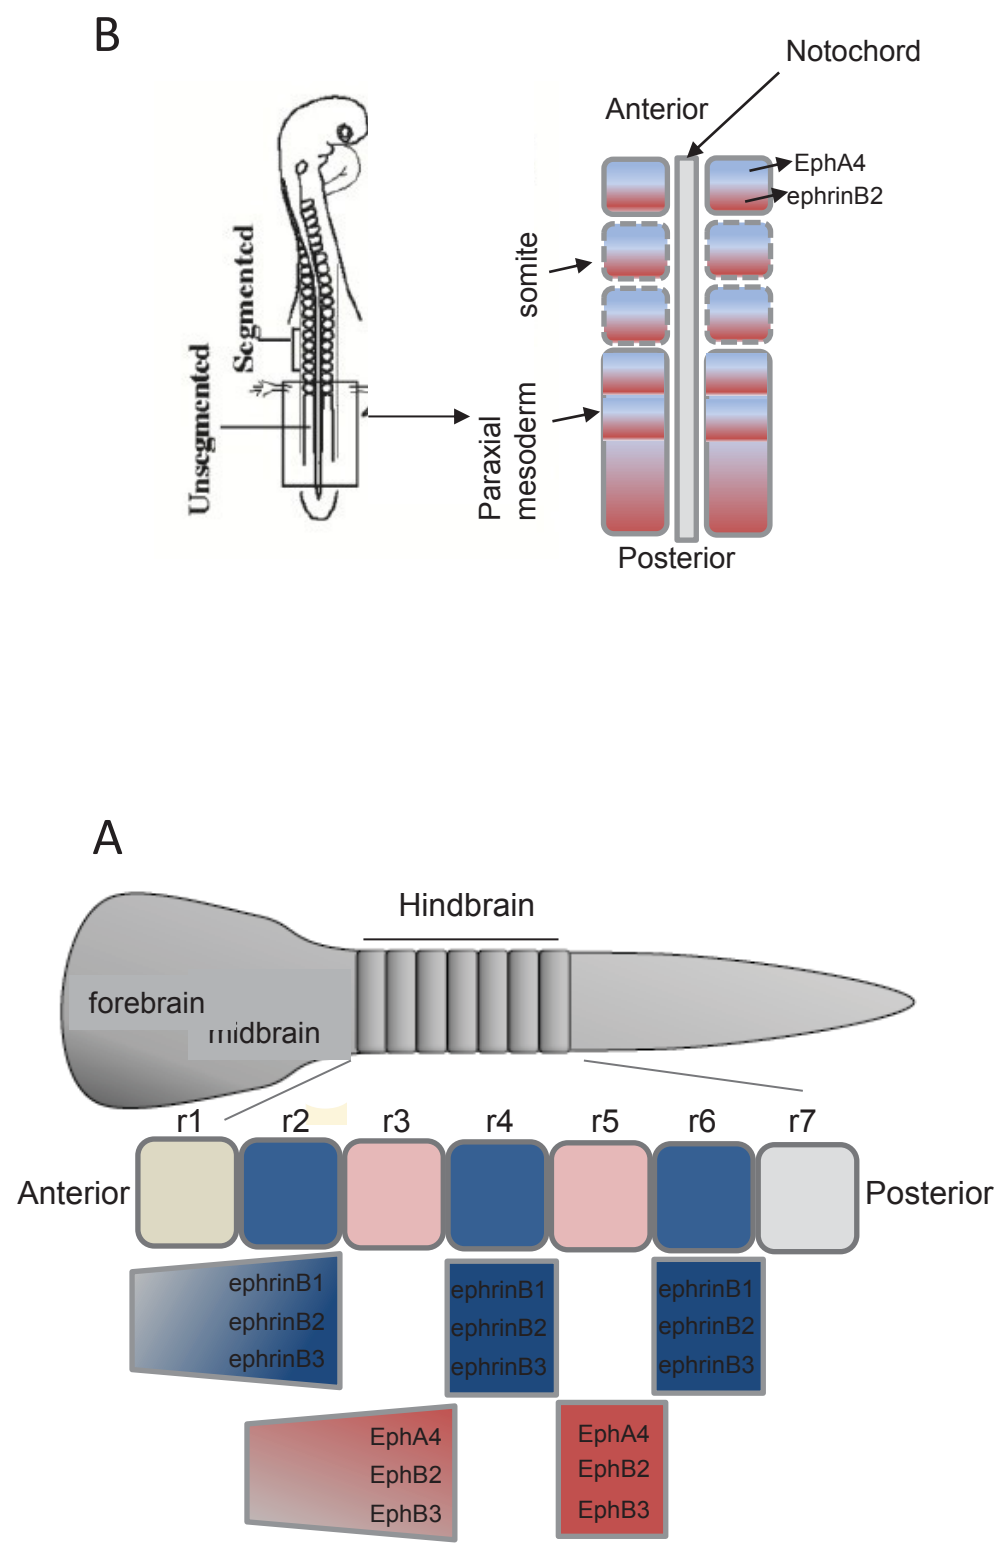 B
Notochord
Anterior
EphA4
ephrinB2
somite
Segmented
Unsegmented
Paraxial
mesoderm
Posterior
A
Hindbrain
forebrain
midbrain
r1 r2 r3 r4 r5 r6 r7
Anterior
Posterior
ephrinB1
ephrinB2
ephrinB3
ephrinB1
ephrinB2
ephrinB3
ephrinB1
ephrinB2
ephrinB3
EphA4
EphB2
EphB3
EphA4
EphB2
EphB3